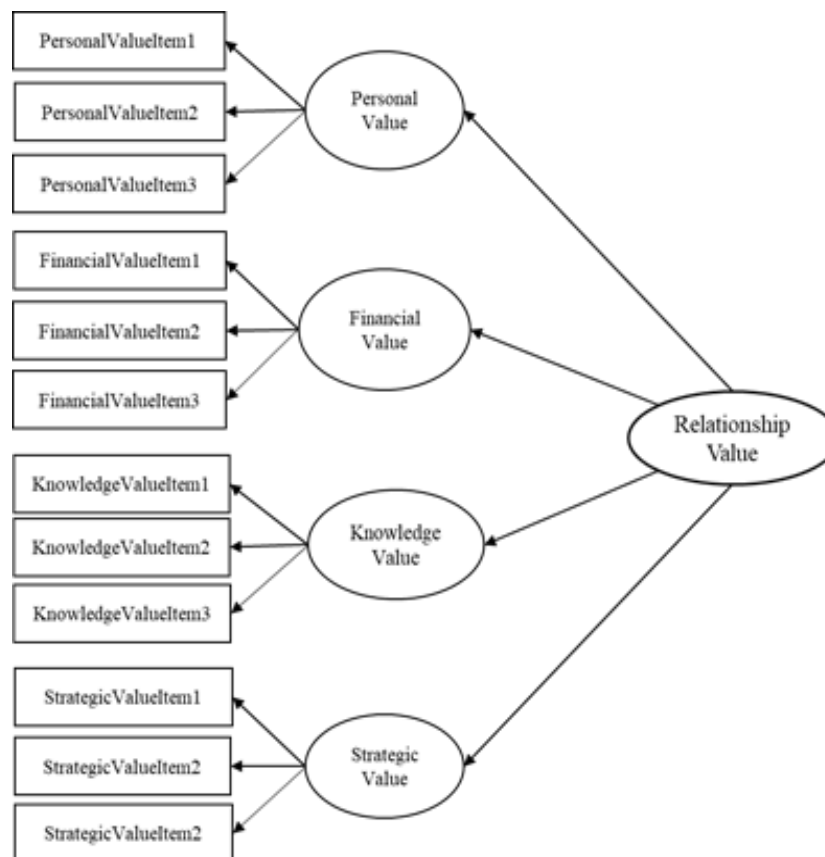 PersonalValueItem1
PersonalValueItem2
PersonalValueItem3
Personal
Value
FinancialValueItem1
FinancialValueItem2
FinancialValueItem3
Financial
Value
Relationship
Value
KnowledgeValueItem1
KnowledgeValueItem2
KnowledgeValueItem3
Knowledge
Value
StrategicValueItem1
StrategicValueItem2
StrategicValueItem2
Strategic
Value